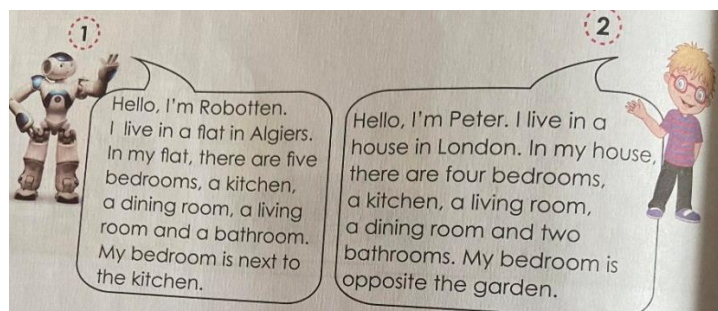 1
Hello, I'm Robotten.
I live in a flat in Algiers.
In my flat, there are five
bedrooms, a kitchen,
a dining room, a living
room and a bathroom.
My bedroom is next to
the kitchen.
2
Hello, I'm Peter. I live in a
house in London. In my house,
there are four bedrooms,
a kitchen, a living room,
a dining room and two
bathrooms. My bedroom is
opposite the garden.